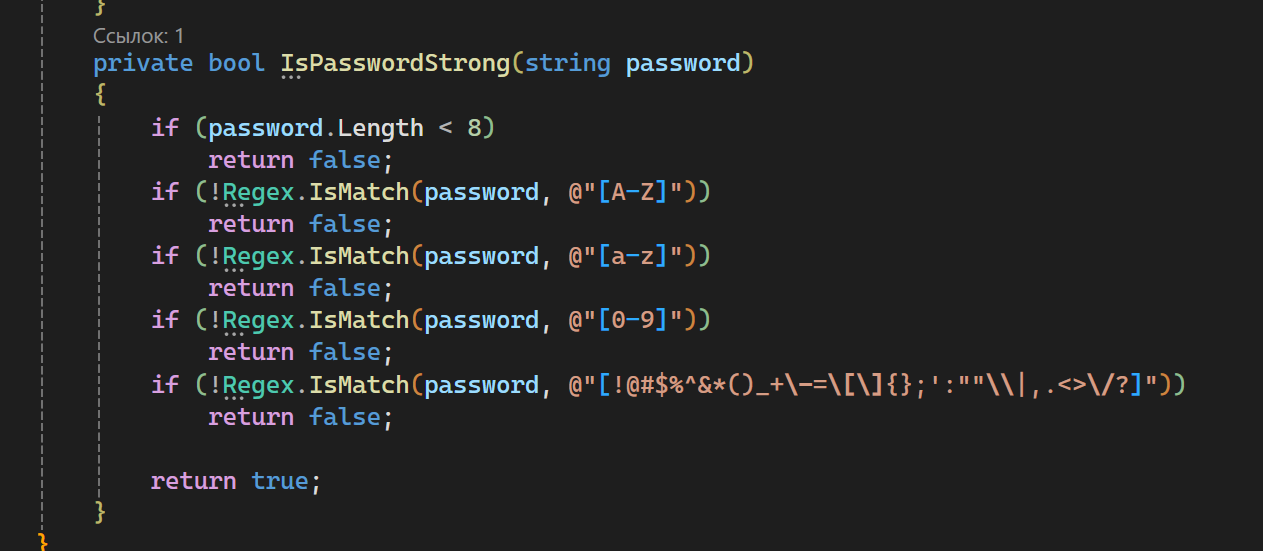 }
Ссылок: 1
private bool IsPasswordStrong(string password)
{
if (password.Length < 8)
return false;
if (!Regex.IsMatch(password, @"[A-Z]"))
return false;
if (!Regex.IsMatch(password, @"[a-z]"))
return false;
if (!Regex.IsMatch(password, @"[0-9]"))
return false;
if (!Regex.IsMatch(password, @"[!@#$%^&*()_+\-=\[\]{};':""\\|,.<>\/?]"))
return false;
return true;
}
}